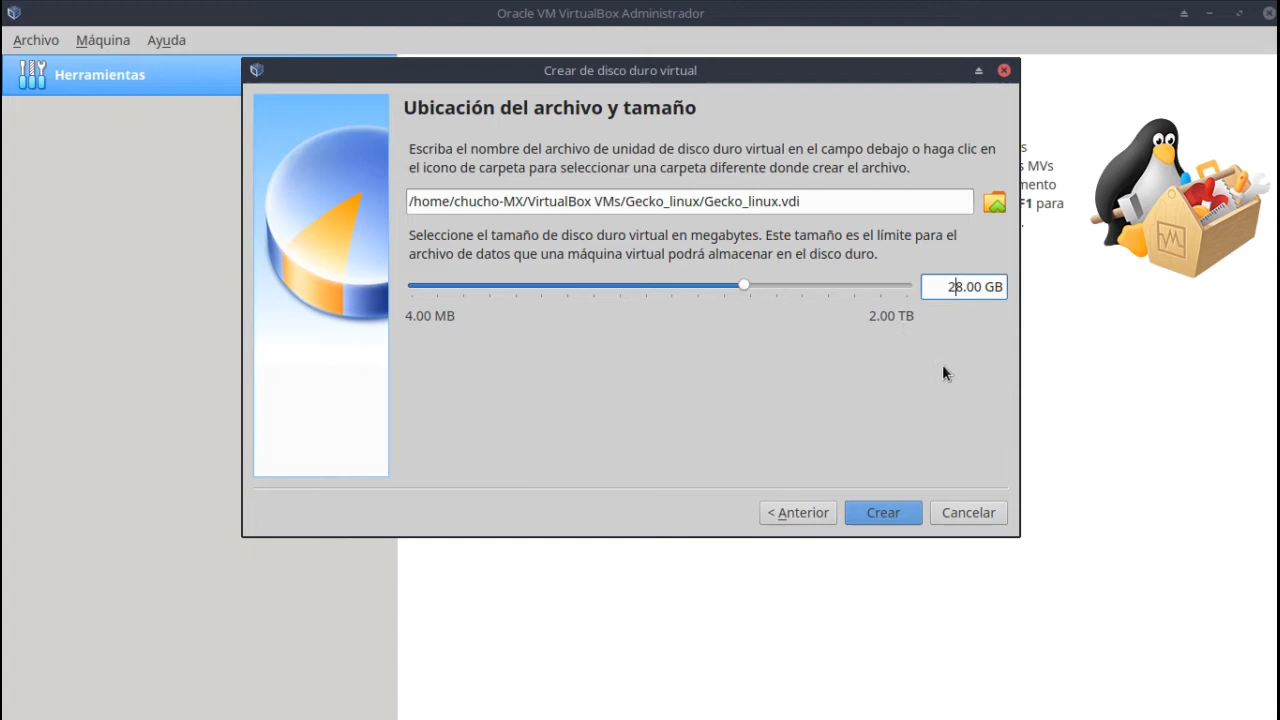 Oracle VM VirtualBox Administrador
Archivo Máquina Ayuda
Herramientas
Crear de disco duro virtual
Ubicación del archivo y tamaño
Escriba el nombre del archivo de unidad de disco duro virtual en el campo debajo o haga clic en
el icono de carpeta para seleccionar una carpeta diferente donde crear el archivo.
/home/chucho-MX/VirtualBox VMs/Gecko_linux/Gecko_linux.vdi
Seleccione el tamaño de disco duro virtual en megabytes. Este tamaño es el límite para el
archivo de datos que una máquina virtual podrá almacenar en el disco duro.
28.00 GB
4.00 MB 2.00 TB
< Anterior Crear Cancelar
s
s MVs
mento
F1 para
.